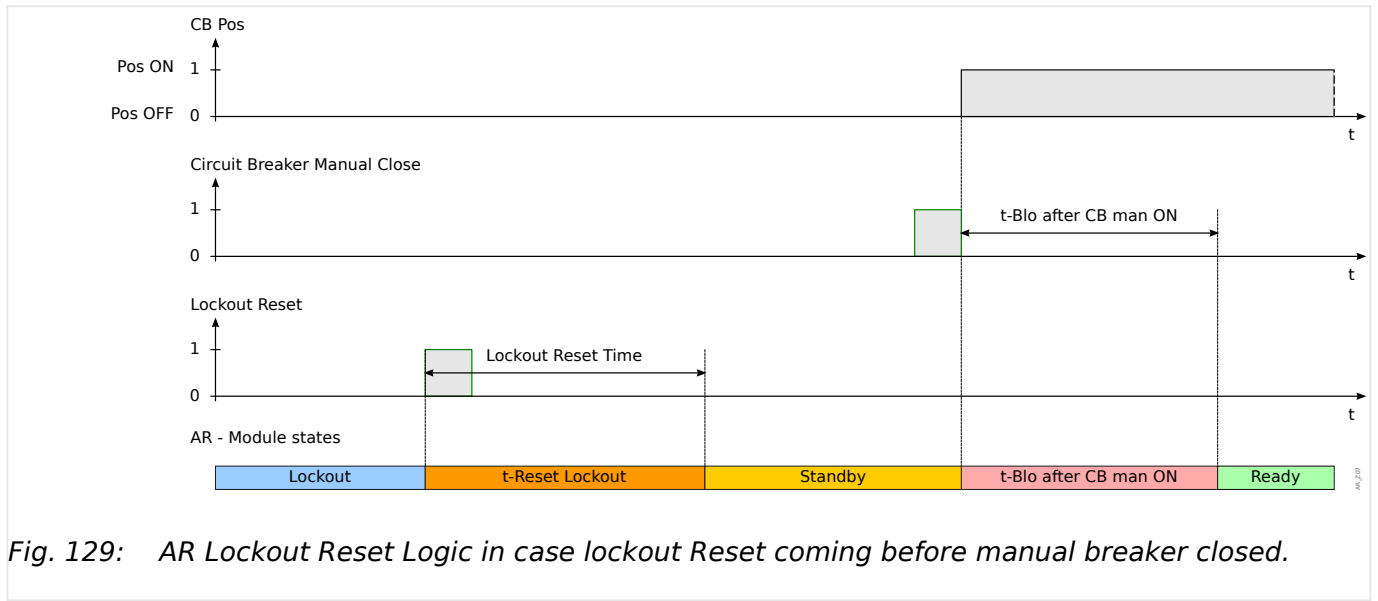 CB Pos
Pos ON 1
Pos OFF 0
t
Circuit Breaker Manual Close
1
t-Blo after CB man ON
0
t
Lockout Reset
1
Lockout Reset Time
0
t
AR - Module states
Lockout t-Reset Lockout Standby t-Blo after CB man ON Ready
AR_Z07
Fig. 129: AR Lockout Reset Logic in case lockout Reset coming before manual breaker closed.